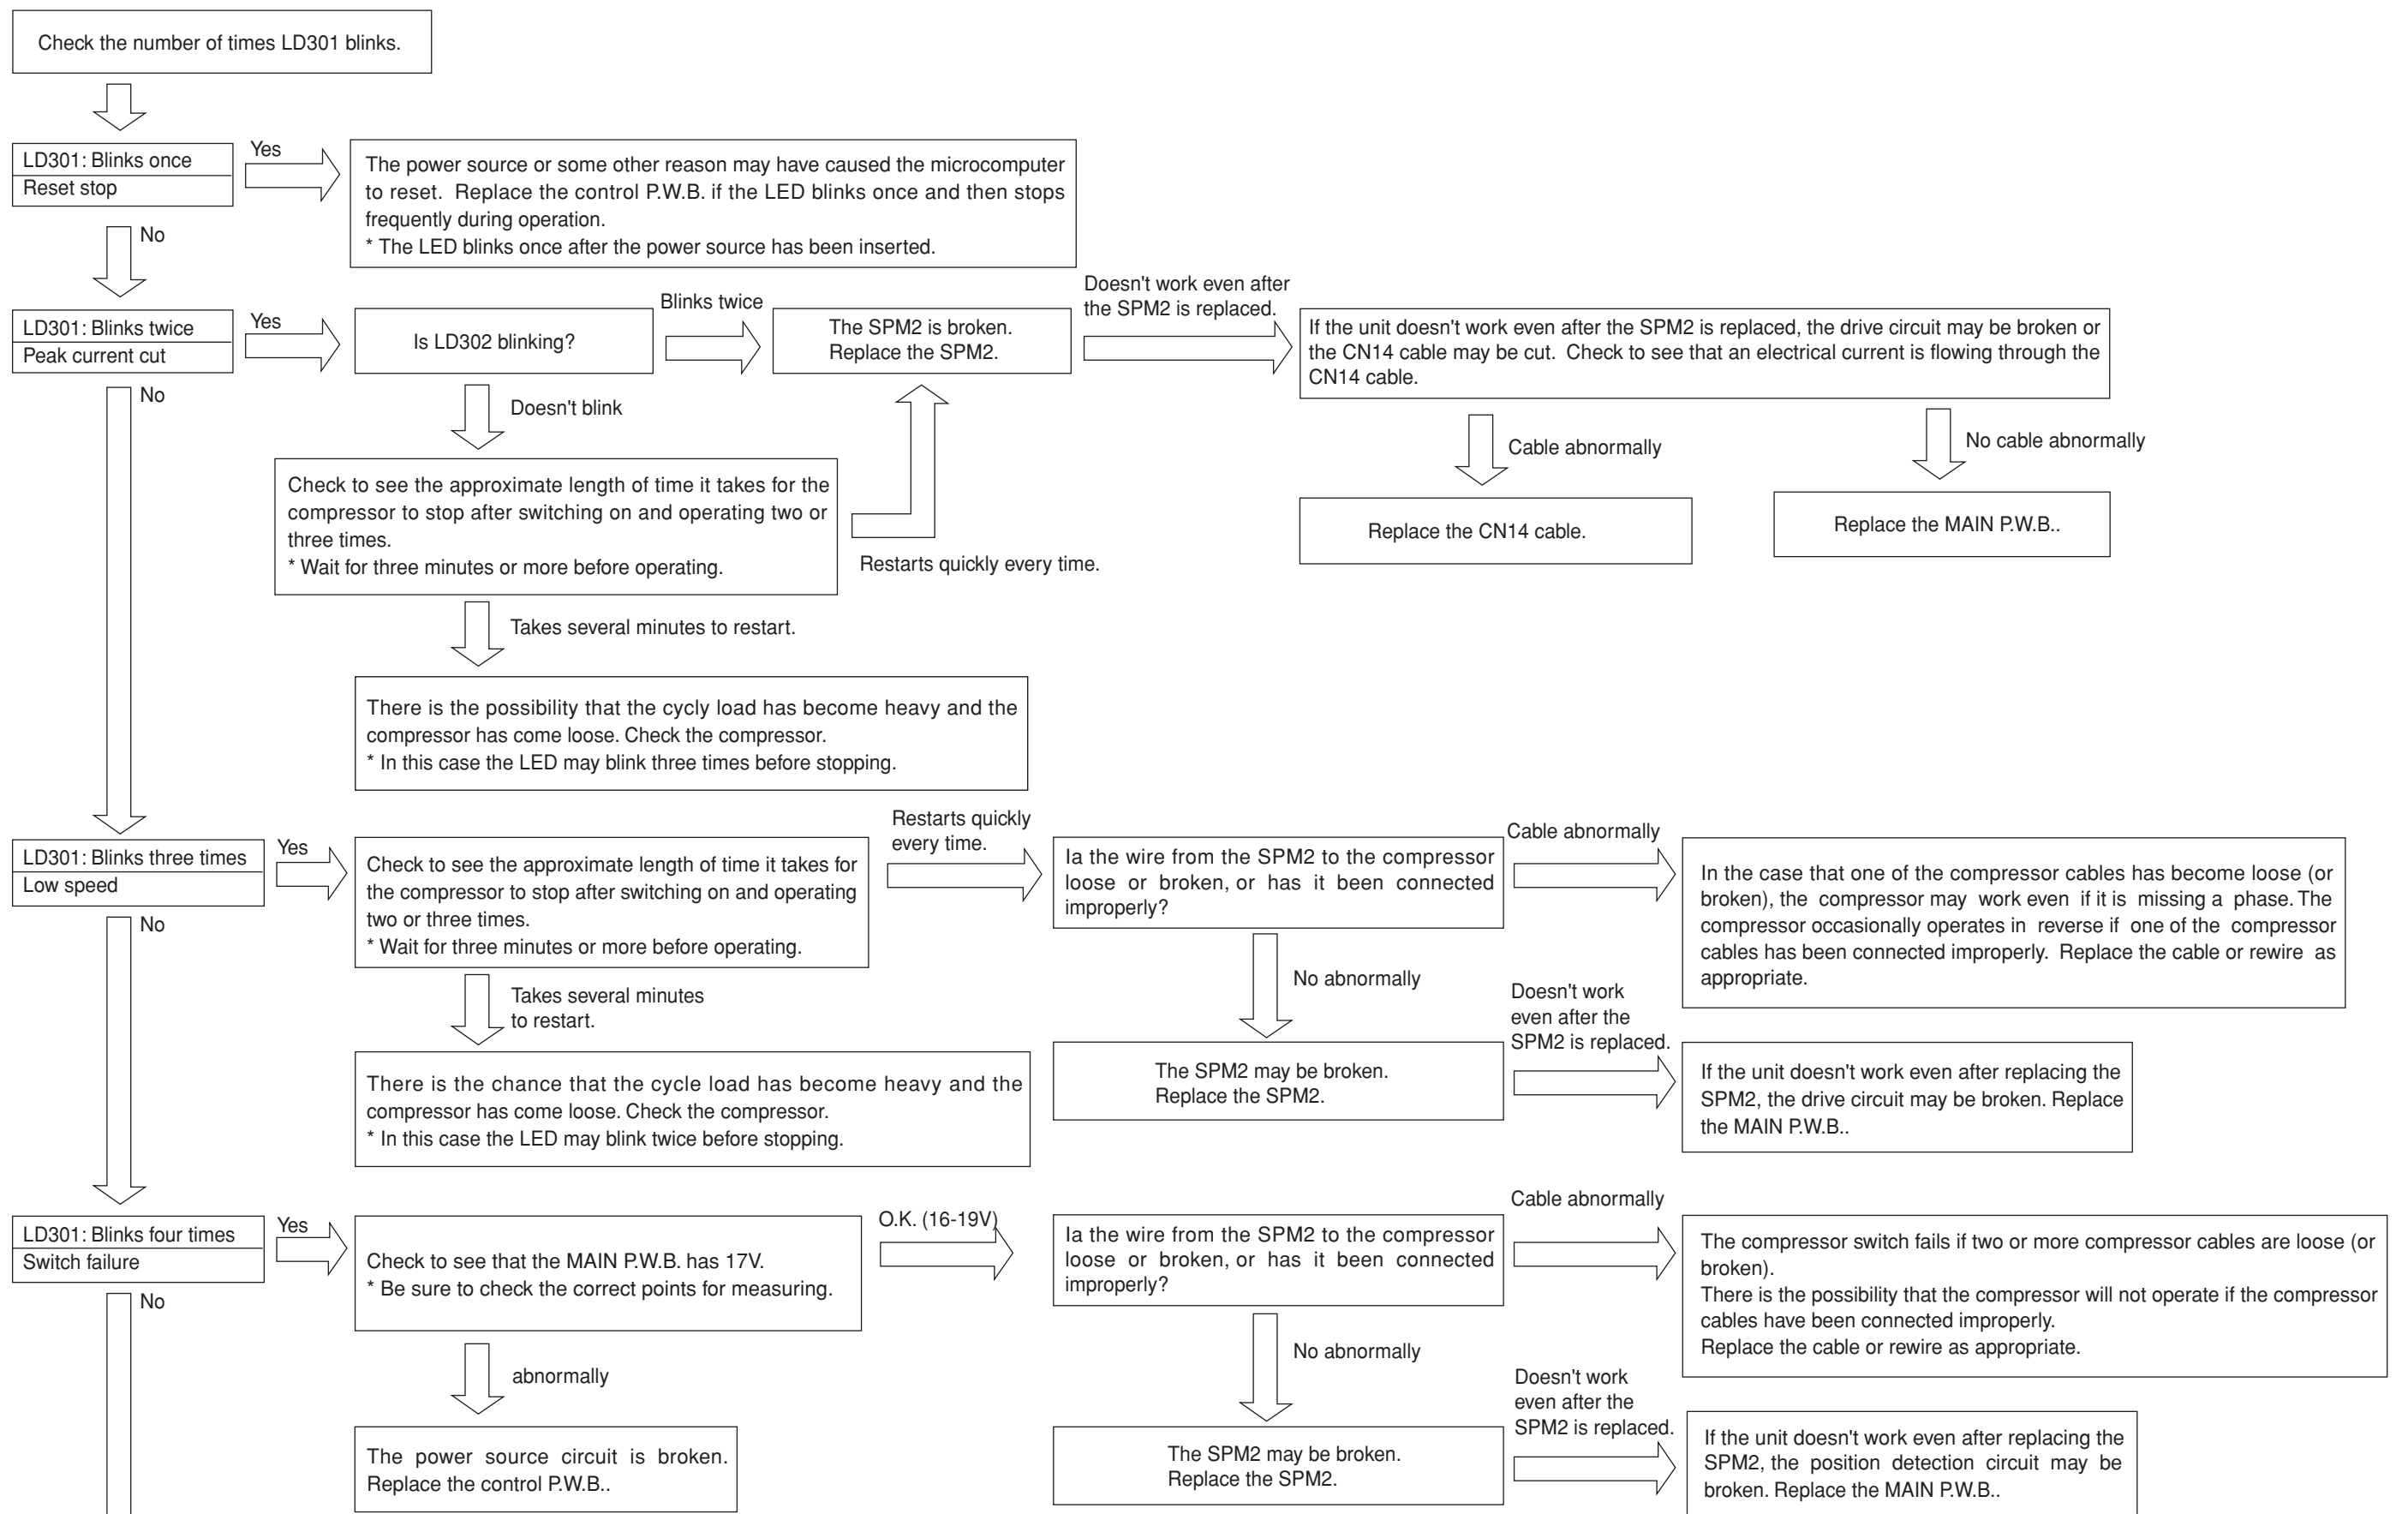 Check the number of times LD301 blinks.
LD301: Blinks once
Reset stop
Yes
The power source or some other reason may have caused the microcomputer
to reset. Replace the control P.W.B. if the LED blinks once and then stops
frequently during operation.
* The LED blinks once after the power source has been inserted.
No
LD301: Blinks twice
Peak current cut
Yes
Is LD302 blinking?
Blinks twice
The SPM2 is broken.
Replace the SPM2.
Doesn't work even after
the SPM2 is replaced.
If the unit doesn't work even after the SPM2 is replaced, the drive circuit may be broken or
the CN14 cable may be cut. Check to see that an electrical current is flowing through the
CN14 cable.
No
Doesn't blink
Cable abnormally
No cable abnormally
Check to see the approximate length of time it takes for the
compressor to stop after switching on and operating two or
three times.
* Wait for three minutes or more before operating.
Restarts quickly every time.
Replace the CN14 cable.
Replace the MAIN P.W.B..
Takes several minutes to restart.
There is the possibility that the cycly load has become heavy and the
compressor has come loose. Check the compressor.
* In this case the LED may blink three times before stopping.
LD301: Blinks three times
Low speed
Yes
Check to see the approximate length of time it takes for
the compressor to stop after switching on and operating
two or three times.
* Wait for three minutes or more before operating.
Restarts quickly
every time.
Ia the wire from the SPM2 to the compressor
loose or broken, or has it been connected
improperly?
Cable abnormally
In the case that one of the compressor cables has become loose (or
broken), the compressor may work even if it is missing a phase. The
compressor occasionally operates in reverse if one of the compressor
cables has been connected improperly. Replace the cable or rewire as
appropriate.
No
Takes several minutes
to restart.
No abnormally
There is the chance that the cycle load has become heavy and the
compressor has come loose. Check the compressor.
* In this case the LED may blink twice before stopping.
The SPM2 may be broken.
Replace the SPM2.
Doesn't work
even after the
SPM2 is replaced.
If the unit doesn't work even after replacing the
SPM2, the drive circuit may be broken. Replace
the MAIN P.W.B..
LD301: Blinks four times
Switch failure
Yes
Check to see that the MAIN P.W.B. has 17V.
* Be sure to check the correct points for measuring.
O.K. (16-19V)
Ia the wire from the SPM2 to the compressor
loose or broken, or has it been connected
improperly?
Cable abnormally
The compressor switch fails if two or more compressor cables are loose (or
broken).
There is the possibility that the compressor will not operate if the compressor
cables have been connected improperly.
Replace the cable or rewire as appropriate.
No
abnormally
No abnormally
The power source circuit is broken.
Replace the control P.W.B..
The SPM2 may be broken.
Replace the SPM2.
Doesn't work
even after the
SPM2 is replaced.
If the unit doesn't work even after replacing the
SPM2, the position detection circuit may be
broken. Replace the MAIN P.W.B..